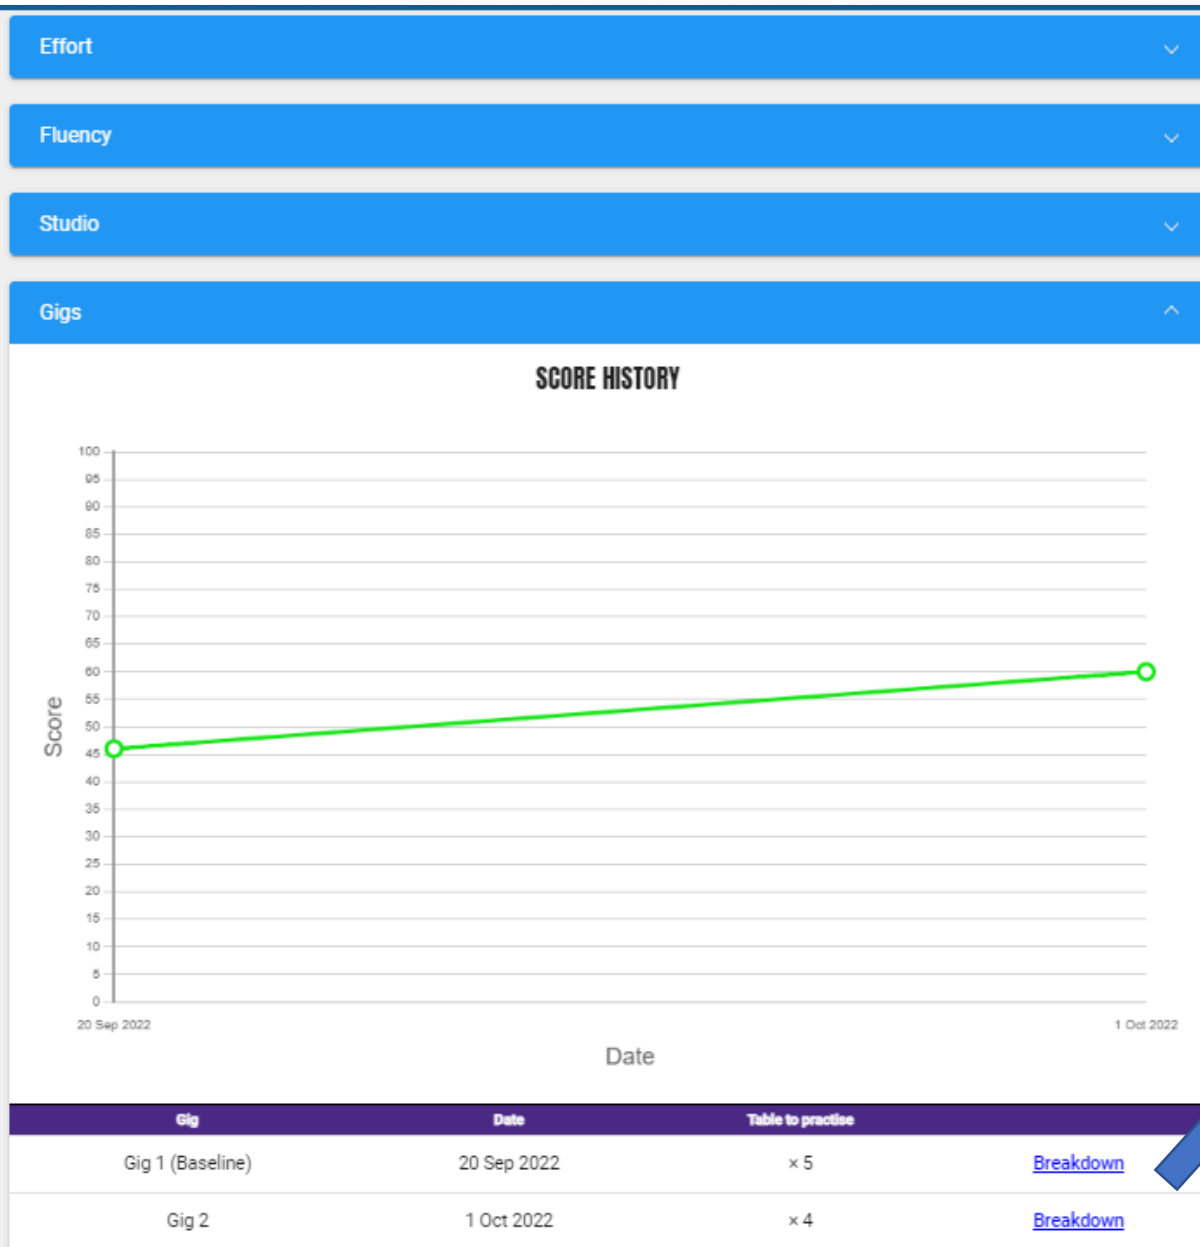 Effort
Fluency
Studio
Gigs
SCORE HISTORY
100
95
90
85
80
75
70
65
60
55
50
45
40
35
30
25
20
15
10
5
0
Score
20 Sep 2022 1 Oct 2022
Date
Gig Date Table to practise
Gig 1 (Baseline) 20 Sep 2022 × 5 Breakdown
Gig 2 1 Oct 2022 × 4 Breakdown